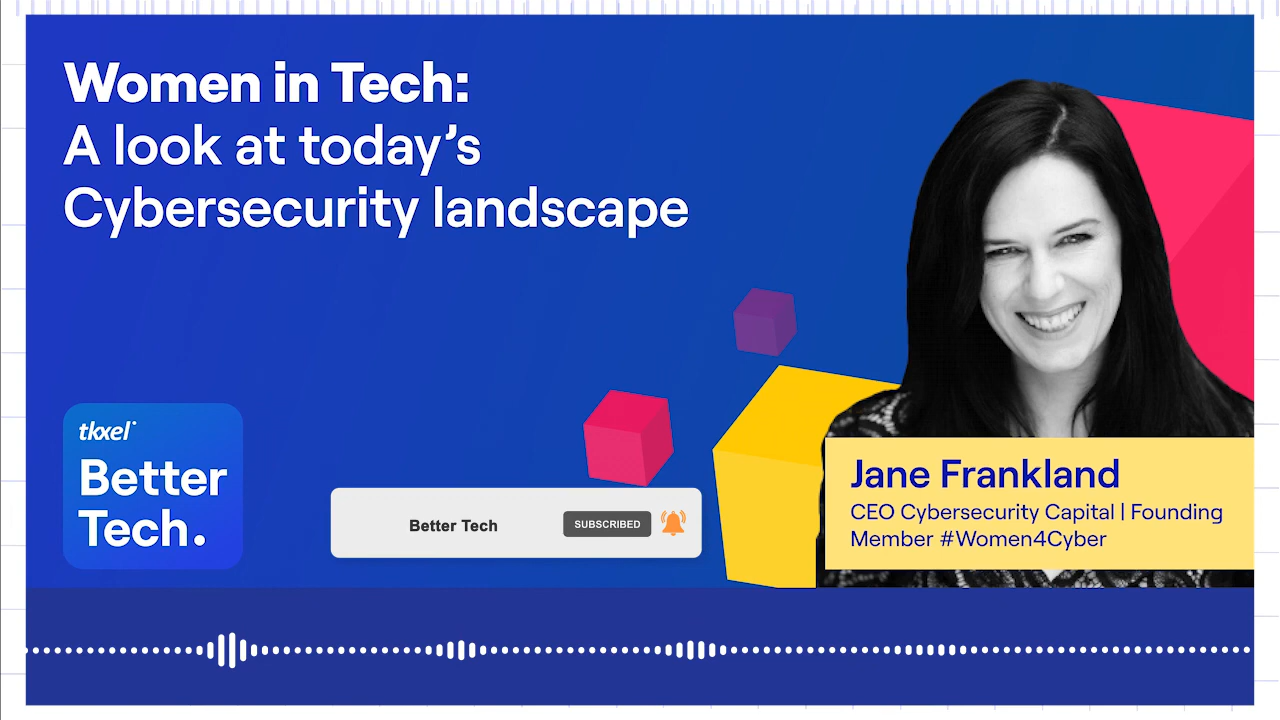 Women in Tech:
A look at today’s
Cybersecurity landscape
tkxel
Better
Tech.
Better Tech
SUBSCRIBED
Jane Frankland
CEO Cybersecurity Capital | Founding
Member #Women4Cyber